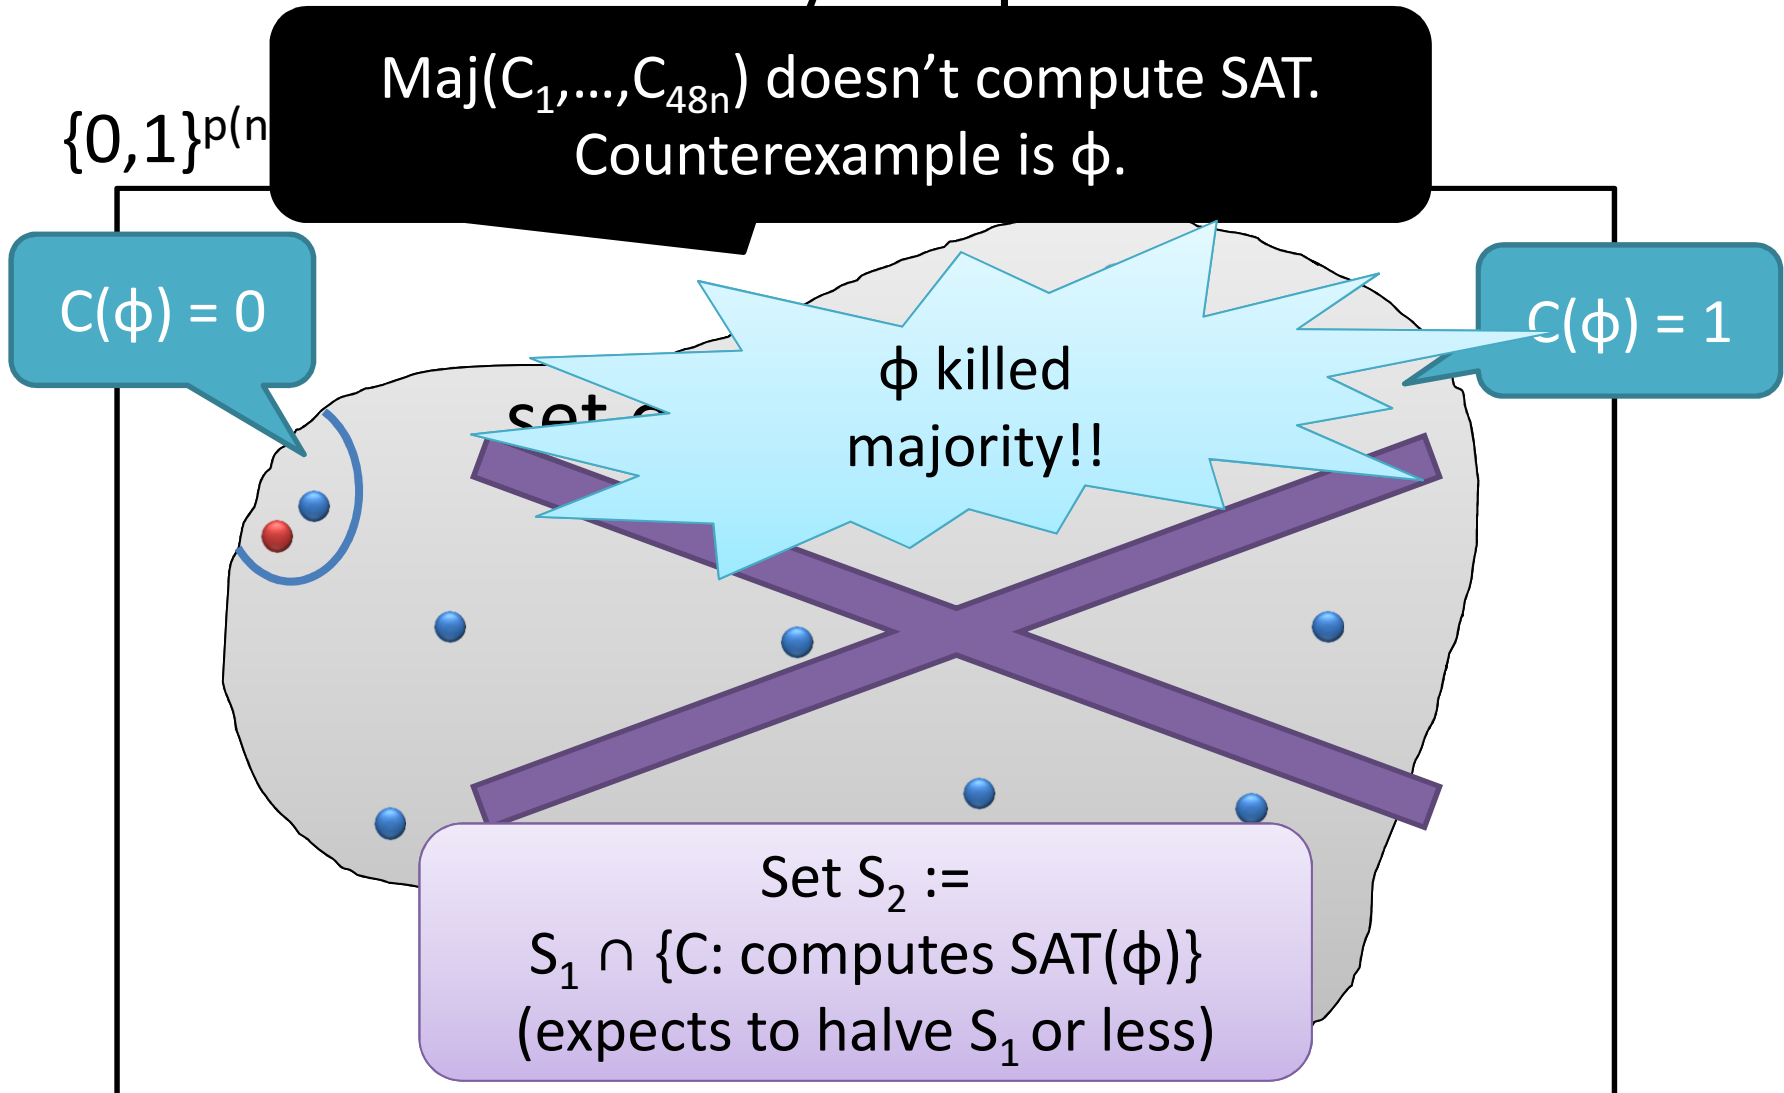 Maj(C₁,…,C₄₈ₙ) doesn’t compute SAT.
Counterexample is ϕ.
{0,1}ᵖ⁽ⁿ
C(ϕ) = 0
C(ϕ) = 1
ϕ killed
majority!!
set
Set S₂ :=
S₁ ∩ {C: computes SAT(ϕ)}
(expects to halve S₁ or less)